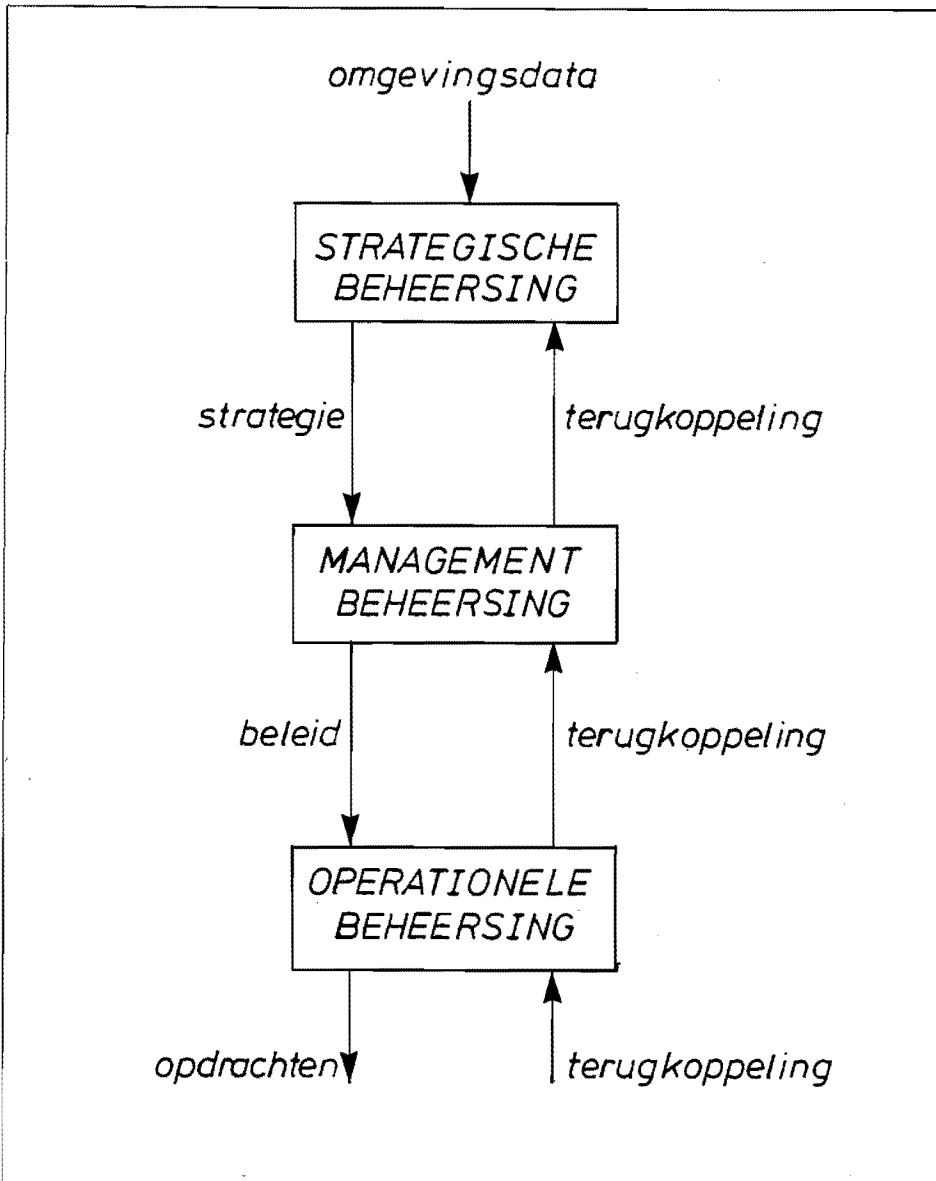 omgevingsdata
STRATEGISCHE
BEHEERSING
strategie
terugkoppeling
MANAGEMENT
BEHEERSING
beleid
terugkoppeling
OPERATIONELE
BEHEERSING
opdrachten
terugkoppeling